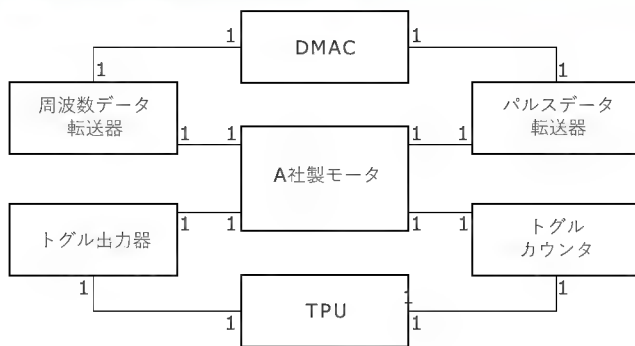 1 DMAC 1
1 1
周波数データ
転送器
パルスデータ
転送器
1 1 1 1
A社製モータ
トグル出力器
トグル
カウンタ
1 1 1 1
1 1 1
1 TPU 1